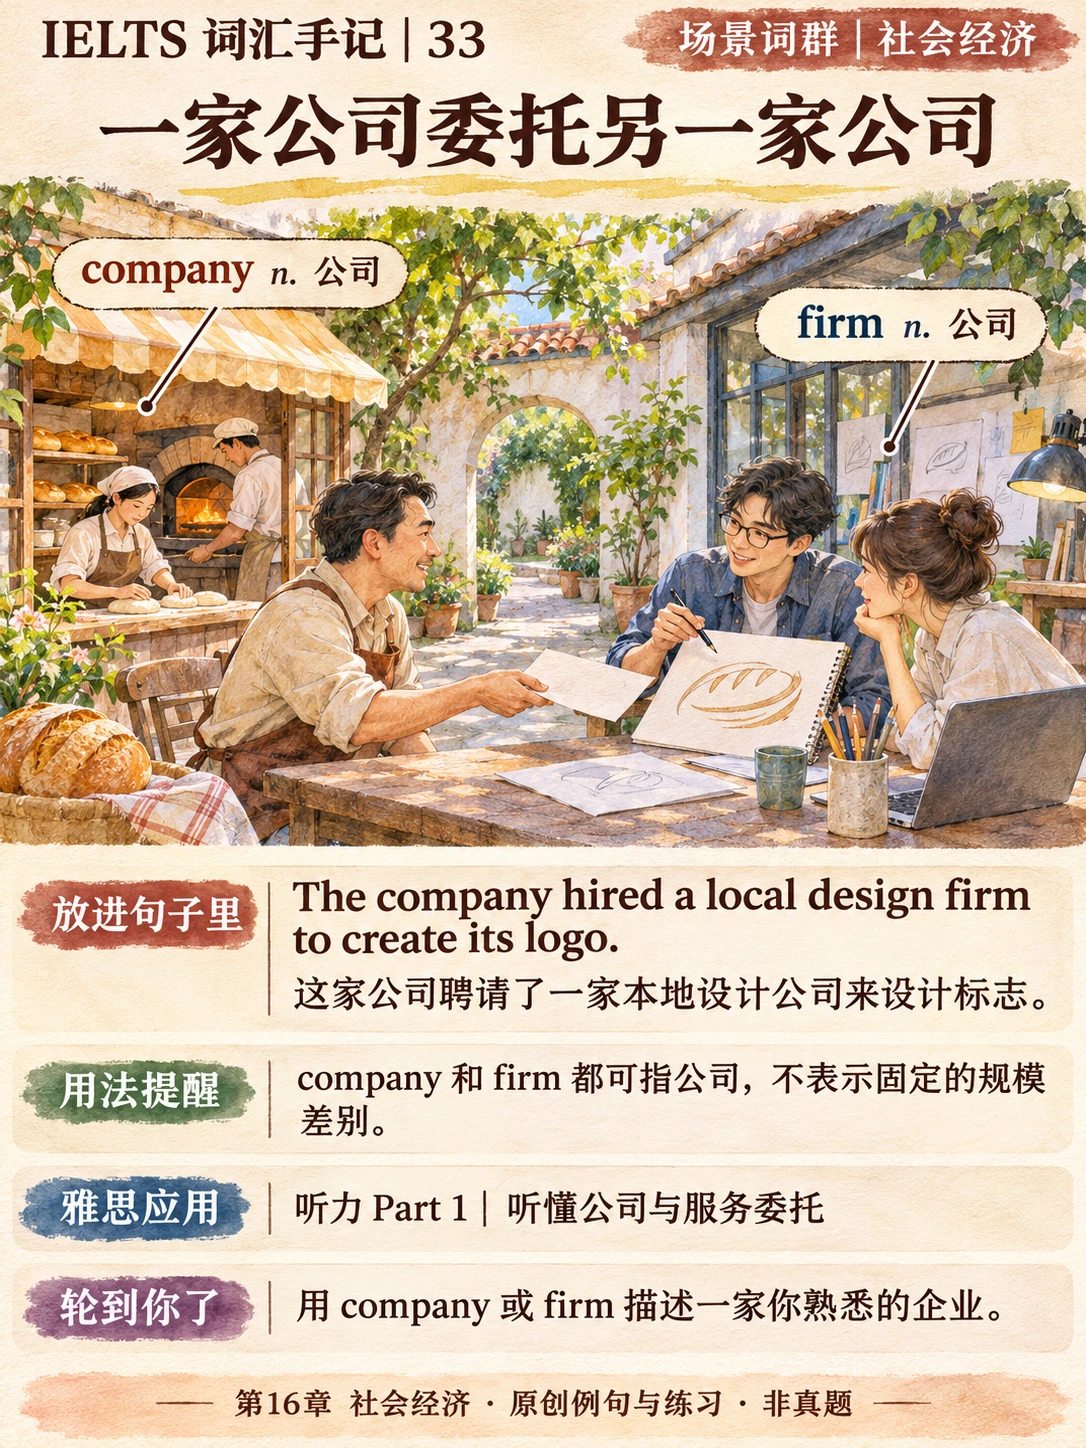 IELTS 词汇手记 | 33
场景词群 | 社会经济
一家公司委托另一家公司
company n. 公司
firm n. 公司
放进句子里
The company hired a local design firm
to create its logo.
这家公司聘请了一家本地设计公司来设计标志。
用法提醒
company 和 firm 都可指公司，不表示固定的规模
差别。
雅思应用
听力 Part 1 | 听懂公司与服务委托
轮到你了
用 company 或 firm 描述一家你熟悉的企业。
第16章 社会经济 · 原创例句与练习 · 非真题